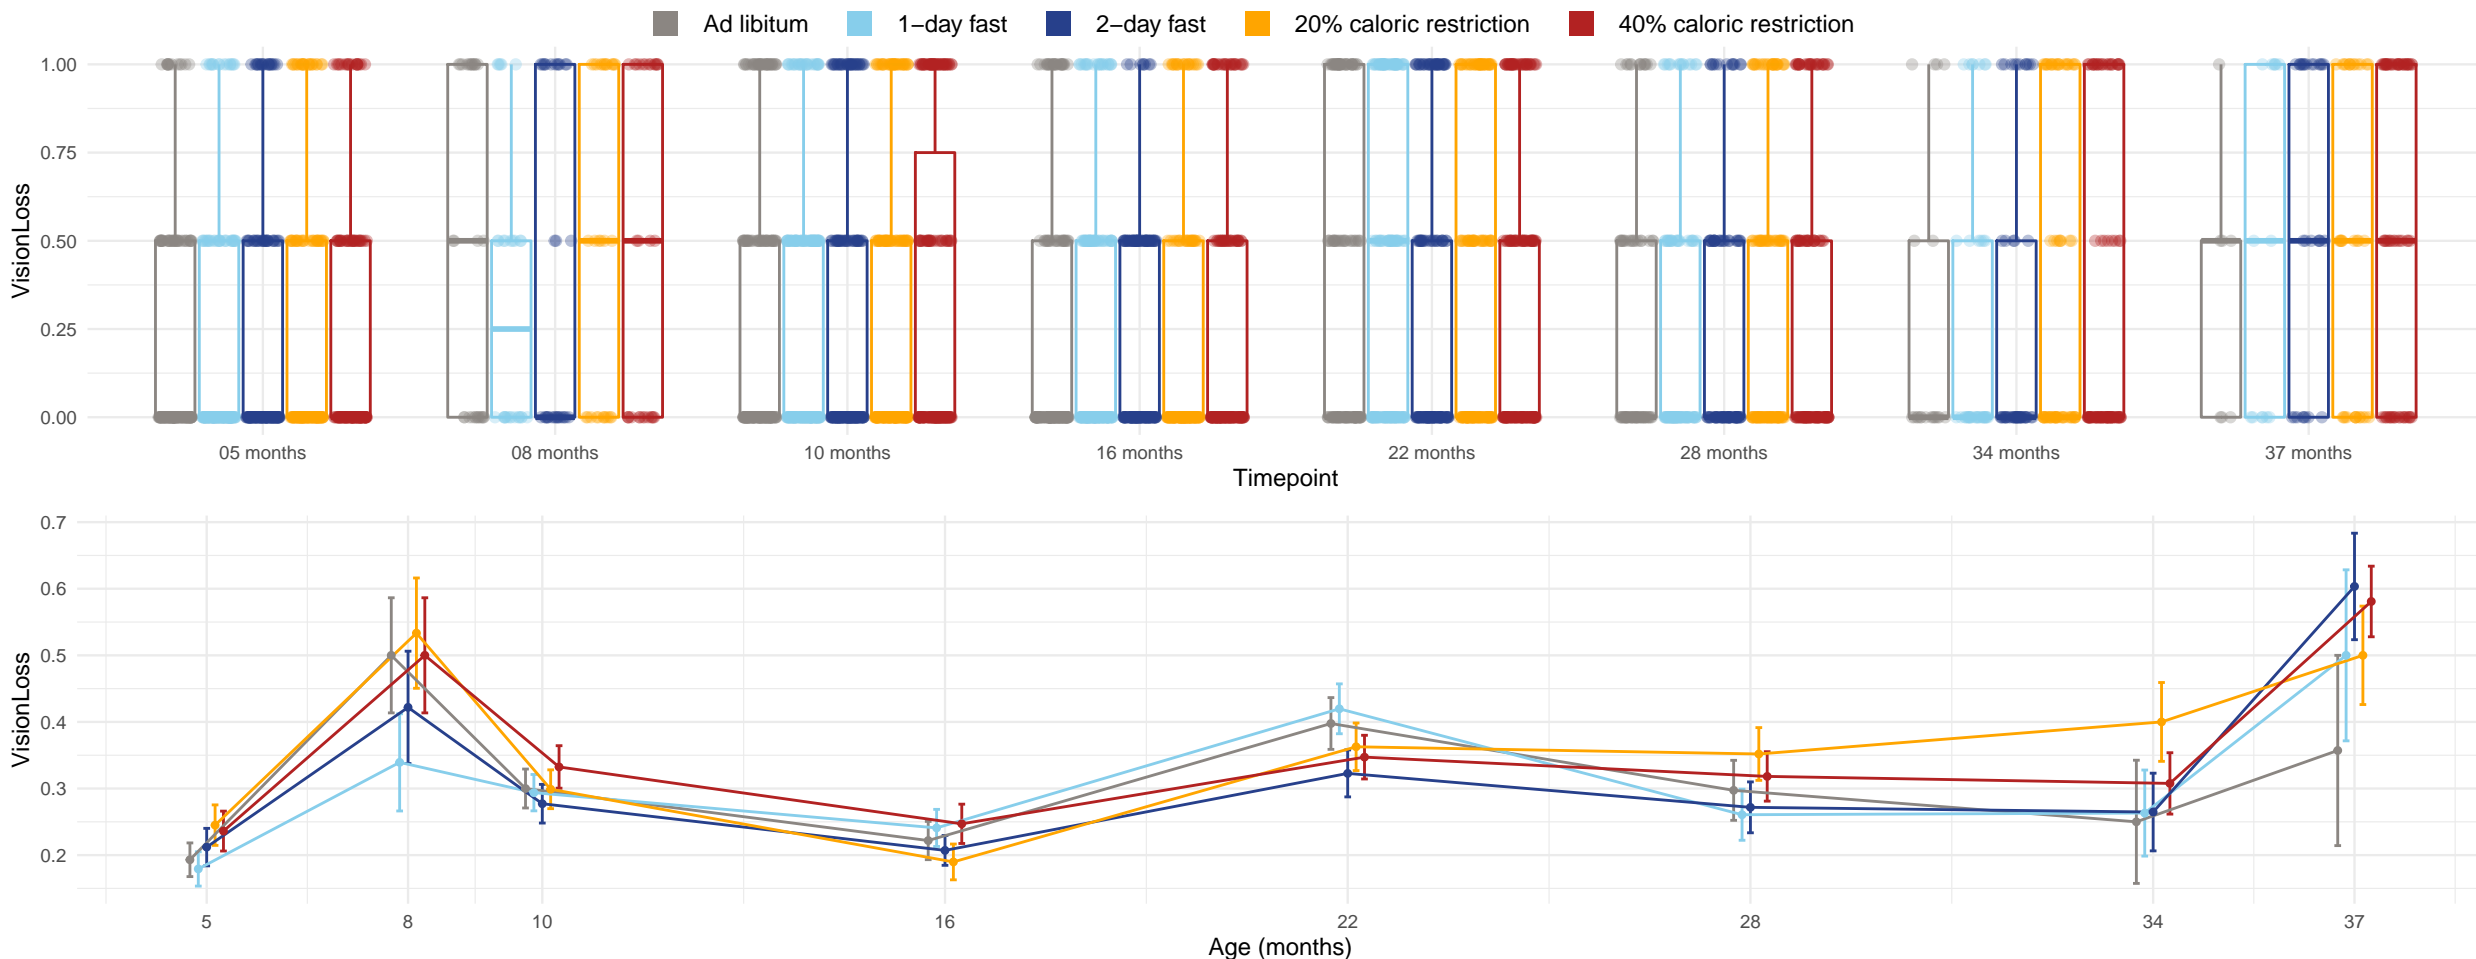 Ad libitum 1−day fast 2−day fast 20% caloric restriction 40% caloric restriction
1.00
0.75
0.50
0.25
0.00
VisionLoss
05 months 08 months 10 months 16 months 22 months 28 months 34 months 37 months
Timepoint
0.7
0.6
0.5
0.4
0.3
0.2
VisionLoss
5 8 10 16 22 28 34 37
Age (months)